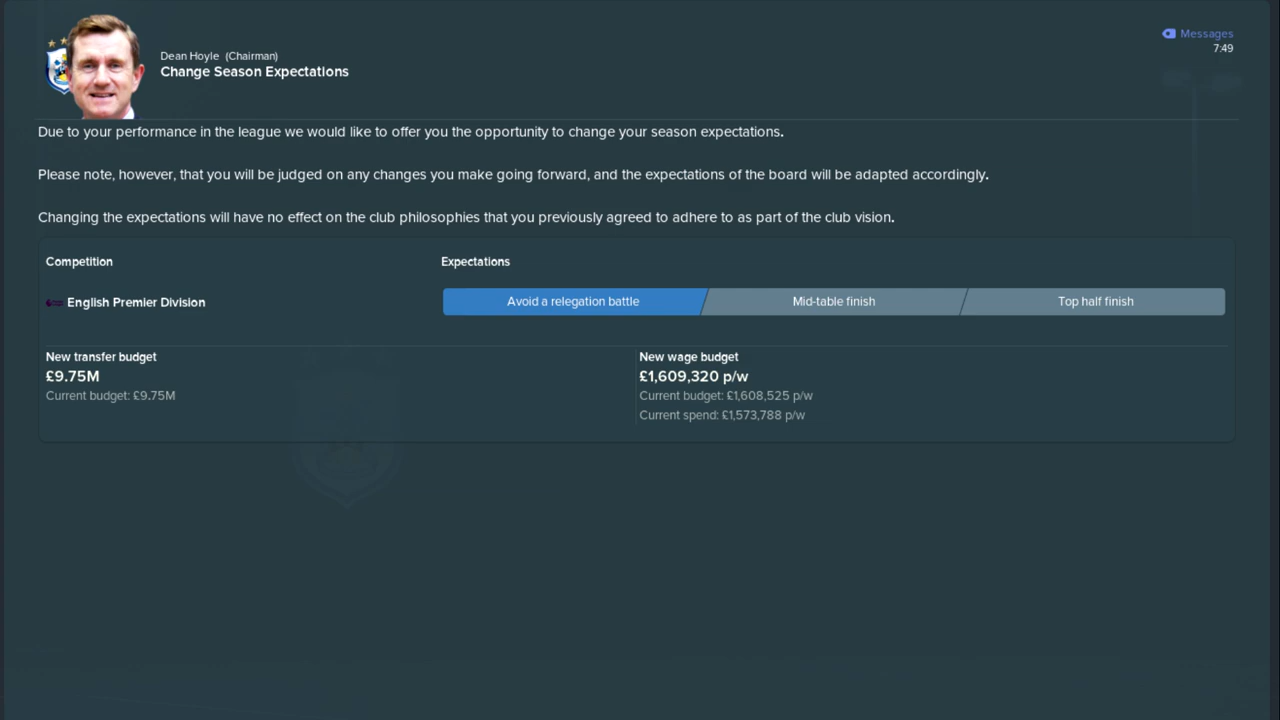 Messages
7:49
Dean Hoyle (Chairman)
Change Season Expectations
Due to your performance in the league we would like to offer you the opportunity to change your season expectations.
Please note, however, that you will be judged on any changes you make going forward, and the expectations of the board will be adapted accordingly.
Changing the expectations will have no effect on the club philosophies that you previously agreed to adhere to as part of the club vision.
Competition Expectations
English Premier Division Avoid a relegation battle Mid-table finish Top half finish
New transfer budget
£9.75M
Current budget: £9.75M
New wage budget
£1,609,320 p/w
Current budget: £1,608,525 p/w
Current spend: £1,573,788 p/w